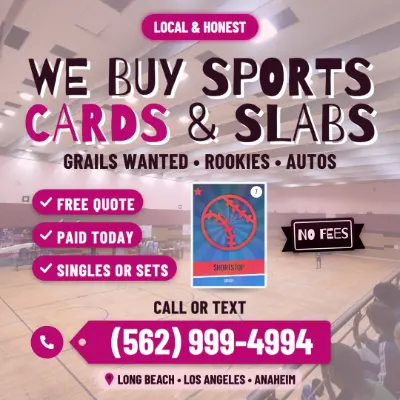 LOCAL & HONEST
WE BUY SPORTS
CARDS & SLABS
GRAILS WANTED • ROOKIES • AUTOS
FREE QUOTE
PAID TODAY
SINGLES OR SETS
7
SHORTSTOP
NO FEES
CALL OR TEXT
(562) 999-4994
LONG BEACH • LOS ANGELES • ANAHEIM